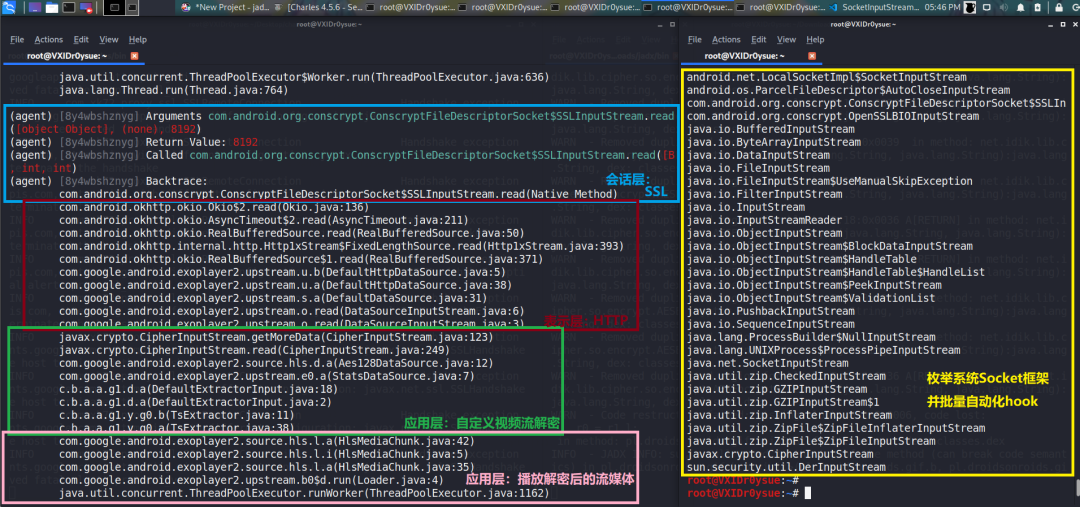 *New Project - jad...
[Charles 4.5.6 - Se...
root@VXIDr0ysue:...
root@VXIDr0ysue:~
root@VXIDr0ysue:...
root@VXIDr0ysue:~
root@VXIDr0ysue:...
SocketInputStream...
05:46 PM
root@VXIDr0ysue: ~
File Actions Edit View Help
root@VXIDr0ysue: ~
java.util.concurrent.ThreadPoolExecutor$Worker.run(ThreadPoolExecutor.java:636)
java.lang.Thread.run(Thread.java:764)
(agent) [8y4wbshznyg] Arguments com.android.org.conscrypt.ConscryptFileDescriptorSocket$SSLInputStream.read
([object Object], (none), 8192)
(agent) [8y4wbshznyg] Return Value: 8192
(agent) [8y4wbshznyg] Called com.android.org.conscrypt.ConscryptFileDescriptorSocket$SSLInputStream.read([B
, int, int)
(agent) [8y4wbshznyg] Backtrace:
会话层:
SSL
com.android.org.conscrypt.ConscryptFileDescriptorSocket$SSLInputStream.read(Native Method)
com.android.okhttp.okio.Okio$2.read(Okio.java:136)
com.android.okhttp.okio.AsyncTimeout$2.read(AsyncTimeout.java:211)
com.android.okhttp.okio.RealBufferedSource.read(RealBufferedSource.java:50)
com.android.okhttp.internal.http.Http1xStream$FixedLengthSource.read(Http1xStream.java:393)
com.android.okhttp.okio.RealBufferedSource$1.read(RealBufferedSource.java:371)
com.google.android.exoplayer2.upstream.u.b(DefaultHttpDataSource.java:5)
com.google.android.exoplayer2.upstream.u.a(DefaultHttpDataSource.java:38)
com.google.android.exoplayer2.upstream.s.a(DefaultDataSource.java:31)
com.google.android.exoplayer2.upstream.o.read(DataSourceInputStream.java:6)
com.google.android.exoplayer2.upstream.o.read(DataSourceInputStream.java:3)
表示层:HTTP
javax.crypto.CipherInputStream.getMoreData(CipherInputStream.java:123)
javax.crypto.CipherInputStream.read(CipherInputStream.java:249)
com.google.android.exoplayer2.source.hls.d.a(Aes128DataSource.java:12)
com.google.android.exoplayer2.upstream.e0.a(StatsDataSource.java:7)
c.b.a.a.g1.d.a(DefaultExtractorInput.java:18)
c.b.a.a.g1.d.a(DefaultExtractorInput.java:2)
c.b.a.a.g1.y.g0.b(TsExtractor.java:11)
c.b.a.a.g1.y.g0.a(TsExtractor.java:38)
应用层:自定义视频流解密
com.google.android.exoplayer2.source.hls.l.a(HlsMediaChunk.java:42)
com.google.android.exoplayer2.source.hls.l.i(HlsMediaChunk.java:5)
com.google.android.exoplayer2.source.hls.l.a(HlsMediaChunk.java:35)
com.google.android.exoplayer2.upstream.b0$d.run(Loader.java:4)
应用层:播放解密后的流媒体
java.util.concurrent.ThreadPoolExecutor.runWorker(ThreadPoolExecutor.java:1162)
root@VXIDr0ysue: ~
File Actions Edit View Help
root@VXIDr0ysue: ~
android.net.LocalSocketImpl$SocketInputStream
android.os.ParcelFileDescriptor$AutoCloseInputStream
com.android.org.conscrypt.ConscryptFileDescriptorSocket$SSLIn
com.android.org.conscrypt.OpenSSLBIOInputStream
java.io.BufferedInputStream
java.io.ByteArrayInputStream
java.io.DataInputStream
java.io.FileInputStream
java.io.FileInputStream$UseManualSkipException
java.io.FilterInputStream
java.io.InputStream
java.io.InputStreamReader
java.io.ObjectInputStream
java.io.ObjectInputStream$BlockDataInputStream
java.io.ObjectInputStream$HandleTable
java.io.ObjectInputStream$HandleTable$HandleList
java.io.ObjectInputStream$PeekInputStream
java.io.ObjectInputStream$ValidationList
java.io.PushbackInputStream
java.io.SequenceInputStream
java.lang.ProcessBuilder$NullInputStream
java.lang.UNIXProcess$ProcessPipeInputStream
java.net.SocketInputStream
java.util.zip.CheckedInputStream
java.util.zip.GZIPInputStream
java.util.zip.GZIPInputStream$1
java.util.zip.InflaterInputStream
java.util.zip.ZipFile$ZipFileInflaterInputStream
java.util.zip.ZipFile$ZipFileInputStream
javax.crypto.CipherInputStream
sun.security.util.DerInputStream
枚举系统Socket框架
并批量自动化hook
root@VXIDr0ysue:~#
root@VXIDr0ysue:~#